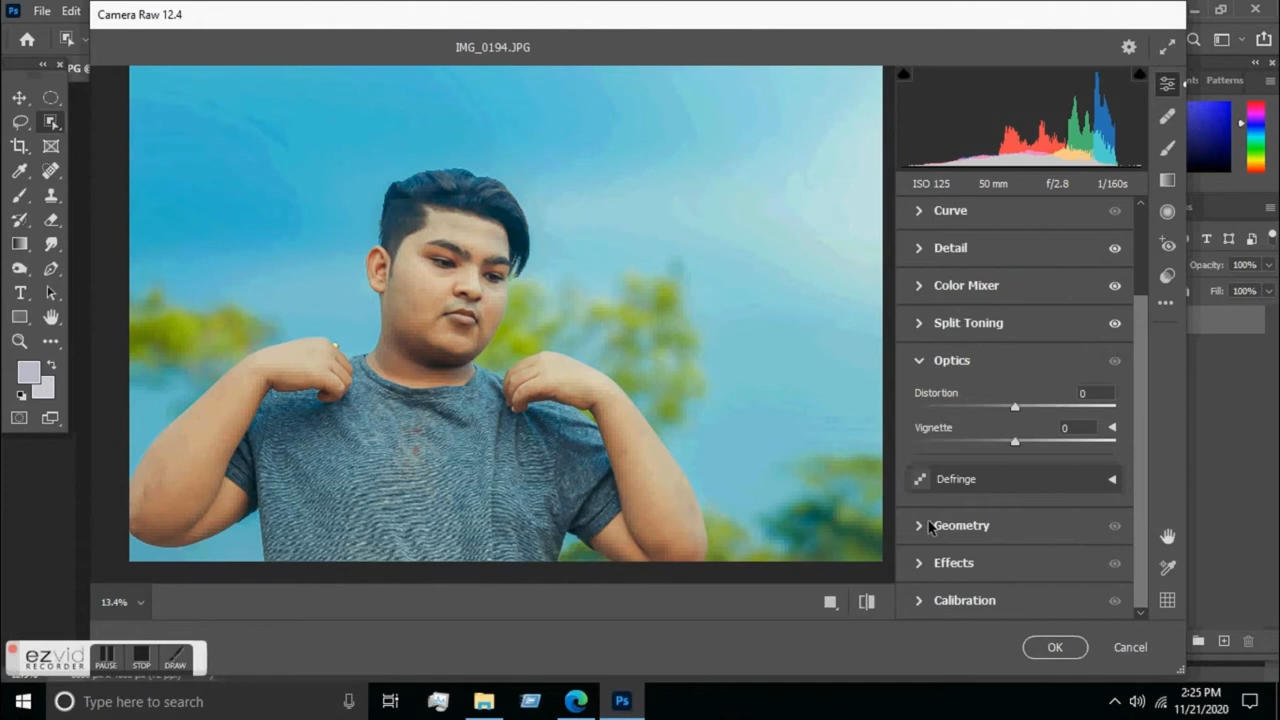 Ps File Edit
Camera Raw 12.4
IMG_0194.JPG
PG @
nts Patterns
ISO 125 50 mm f/2.8 1/160s
Curve
Detail
Color Mixer
Split Toning
Optics
Distortion 0
Vignette 0
Defringe
Geometry
Effects
Calibration
Opacity: 100%
Fill: 100%
13.4%
OK Cancel
ezvid
RECORDER
PAUSE STOP DRAW
Type here to search
Ps
2:25 PM
11/21/2020